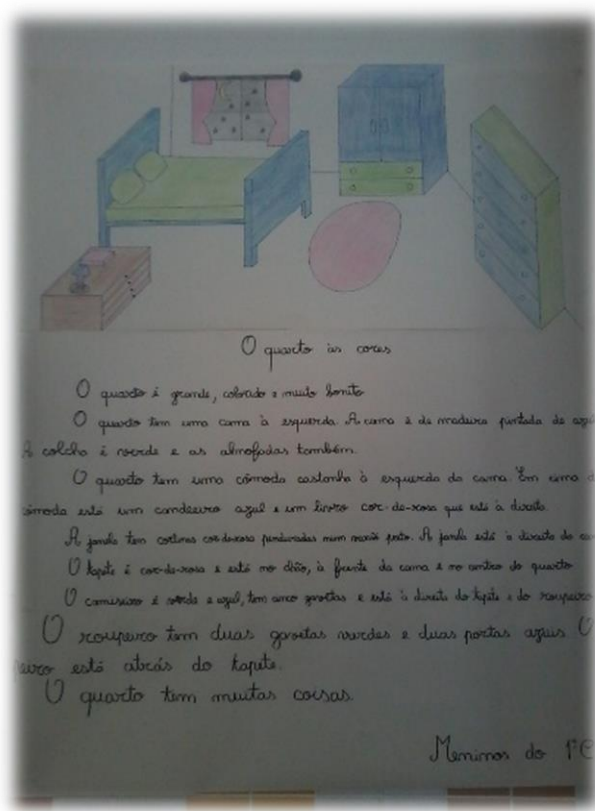 O quarto às cores
O quarto é grande, colorado e muito bonito
O quarto tem uma cama à esquerda. A cama é de madeira pintada de
A colcha é verde e as almofadas também.
O quarto tem uma cómoda castanha à esquerda da cama. Em cima
cómoda está um candeeiro azul e um livro cor-de-rosa que está à direita.
A janela tem cortinas cor-de-rosa penduradas num varão preto. A janela está à direita da
O tapete é cor-de-rosa e está no chão, à frente da cama e no centro do quarto
O camiseiro é verde e azul, tem cinco gavetas e está à direita do tapete e do roupeiro
O roupeiro tem duas gavetas verdes e duas portas azuis. O
está atrás do tapete.
O quarto tem muitas coisas.
Meninos do 1º C